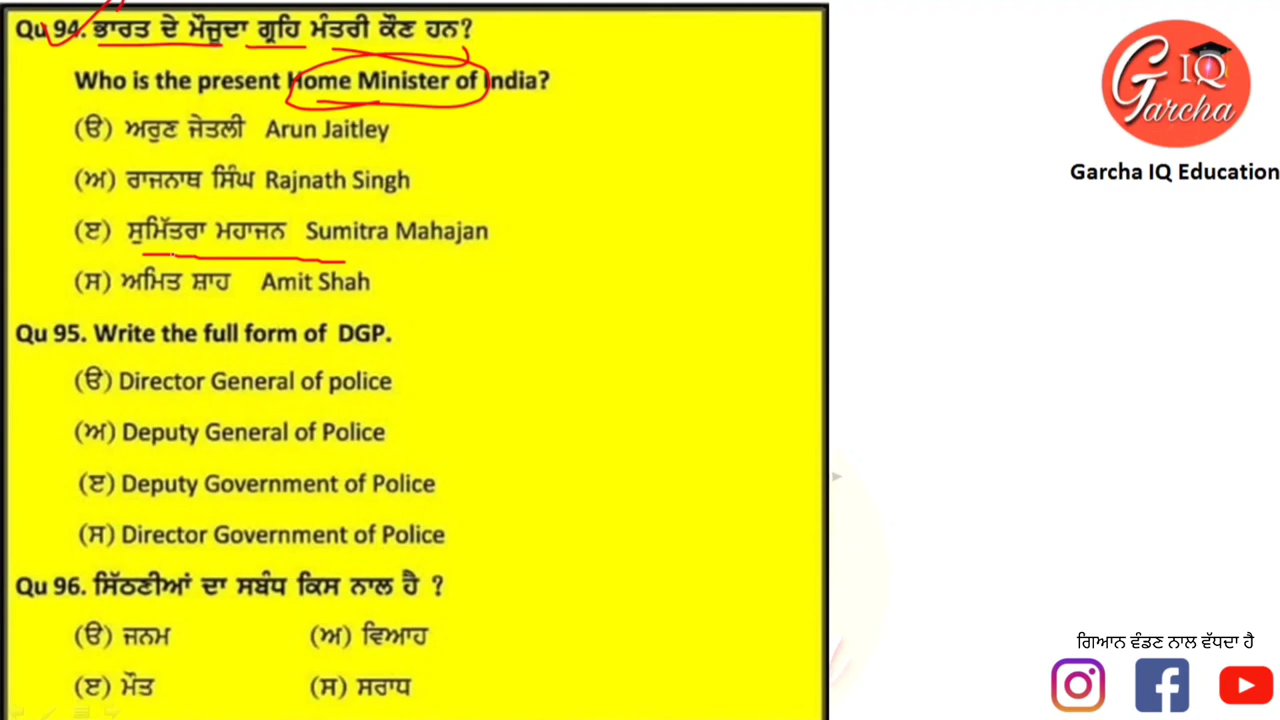 Qu 94. ਭਾਰਤ ਦੇ ਮੌਜੂਦਾ ਗ੍ਰਹਿ ਮੰਤਰੀ ਕੌਣ ਹਨ?
Who is the present Home Minister of India?
(ੳ) ਅਰੁਣ ਜੇਤਲੀ Arun Jaitley
(ਅ) ਰਾਜਨਾਥ ਸਿੰਘ Rajnath Singh
(ੲ) ਸੁਮਿੱਤਰਾ ਮਹਾਜਨ Sumitra Mahajan
(ਸ) ਅਮਿਤ ਸ਼ਾਹ Amit Shah
Qu 95. Write the full form of DGP.
(ੳ) Director General of police
(ਅ) Deputy General of Police
(ੲ) Deputy Government of Police
(ਸ) Director Government of Police
Qu 96. ਸਿੱਠਣੀਆਂ ਦਾ ਸਬੰਧ ਕਿਸ ਨਾਲ ਹੈ ?
(ੳ) ਜਨਮ (ਅ) ਵਿਆਹ
(ੲ) ਮੌਤ (ਸ) ਸਰਾਧ
Garcha IQ
Garcha IQ Education
ਗਿਆਨ ਵੰਡਣ ਨਾਲ ਵੱਧਦਾ ਹੈ